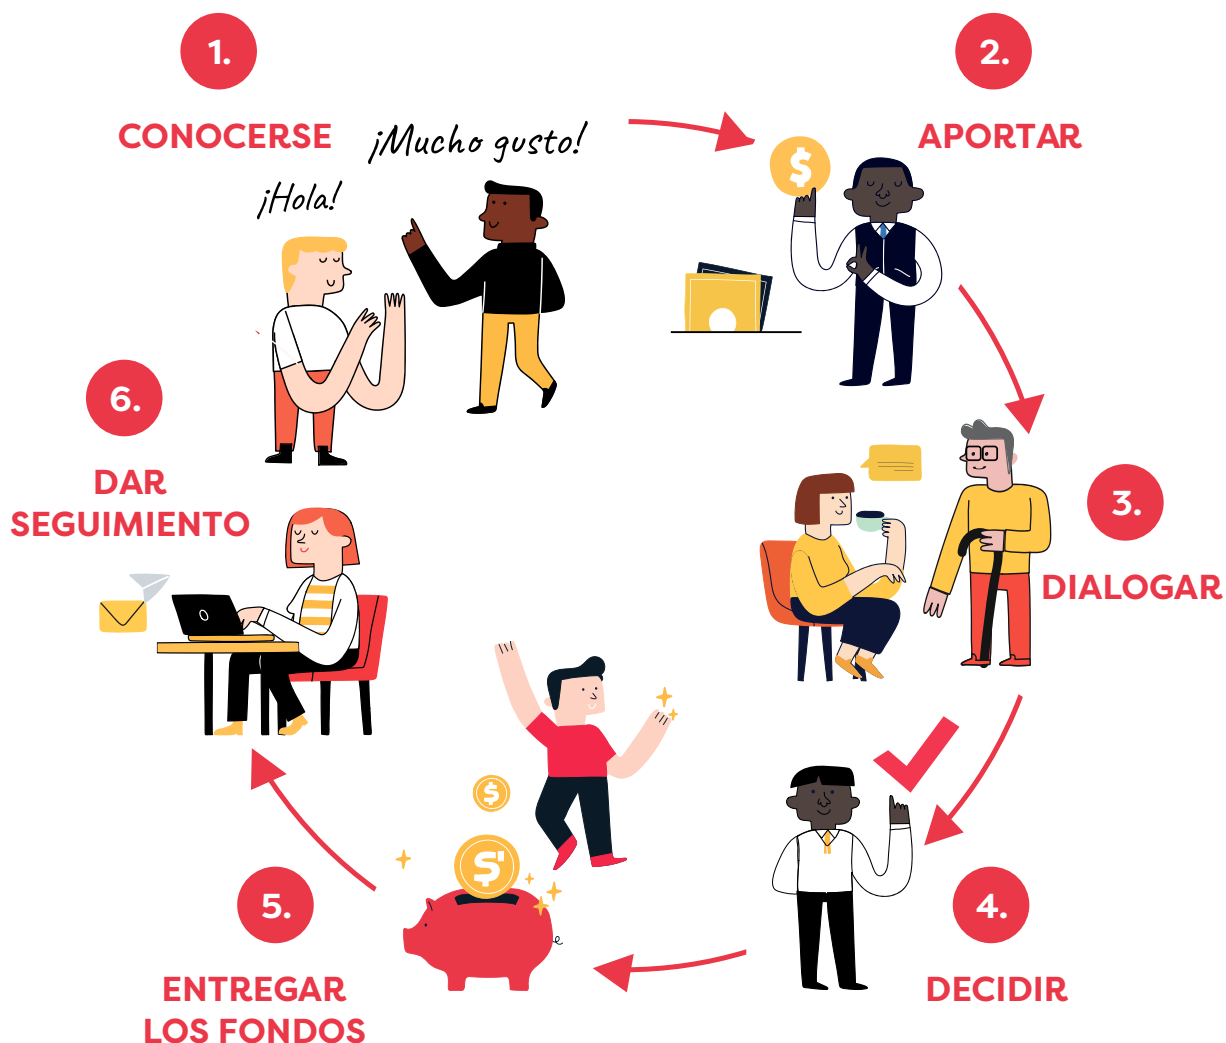 1.
CONOCERSE
¡Hola!
¡Mucho gusto!
2.
APORTAR
$
3.
DIALOGAR
4.
DECIDIR
5.
ENTREGAR
LOS FONDOS
$
$
6.
DAR
SEGUIMIENTO